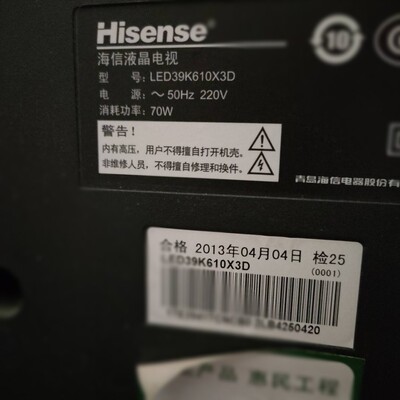 Hisense
海信液晶电视
型 号: LED39K610X3D
电 源: ～50Hz 220V
消耗功率: 70W
10
警告!
内有高压,用户不得擅自打开机壳。
非维修人员,不得擅自修理和换件。
青岛海信电器股份有
合格 2013年04月04日 检25
LED39K610X3D
(0001)
产品 惠民工程